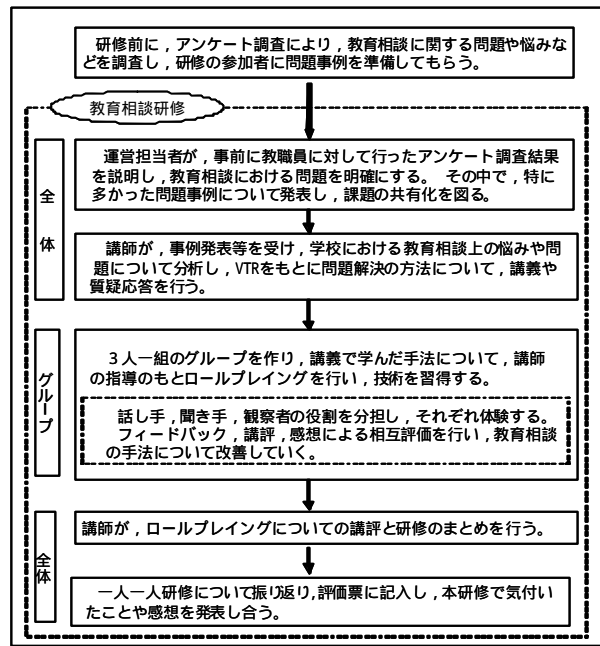 研修前に，アンケート調査により，教育相談に関する問題や悩みな
どを調査し，研修の参加者に問題事例を準備してもらう。
教育相談研修
全体
運営担当者が，事前に教職員に対して行ったアンケート調査結果
を説明し，教育相談における問題を明確にする。 その中で，特に
多かった問題事例について発表し，課題の共有化を図る。
講師が，事例発表等を受け，学校における教育相談上の悩みや問
題について分析し，VTRをもとに問題解決の方法について，講義や
質疑応答を行う。
グループ
３人一組のグループを作り，講義で学んだ手法について，講師
の指導のもとロールプレイングを行い，技術を習得する。
話し手，聞き手，観察者の役割を分担し，それぞれ体験する。
フィードバック，講評，感想による相互評価を行い，教育相談
の手法について改善していく。
全体
講師が，ロールプレイングについての講評と研修のまとめを行う。
一人一人研修について振り返り，評価票に記入し，本研修で気付い
たことや感想を発表し合う。